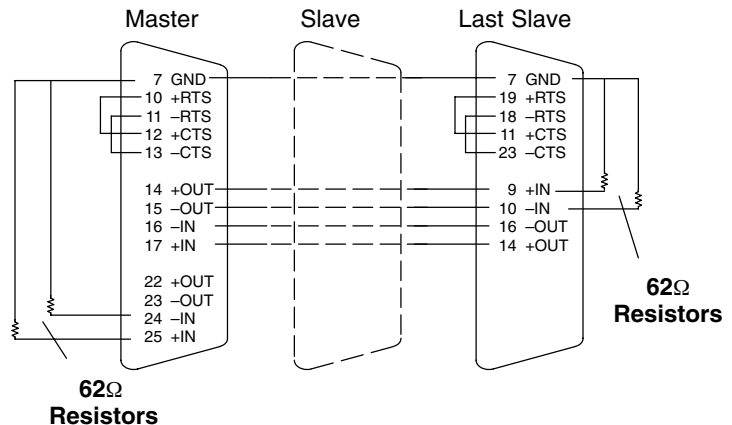 Master
Slave
Last Slave
7 GND
10 +RTS
11 –RTS
12 +CTS
13 –CTS
14 +OUT
15 –OUT
16 –IN
17 +IN
22 +OUT
23 –OUT
24 –IN
25 +IN
62Ω
Resistors
7 GND
19 +RTS
18 –RTS
11 +CTS
23 –CTS
9 +IN
10 –IN
16 –OUT
14 +OUT
62Ω
Resistors